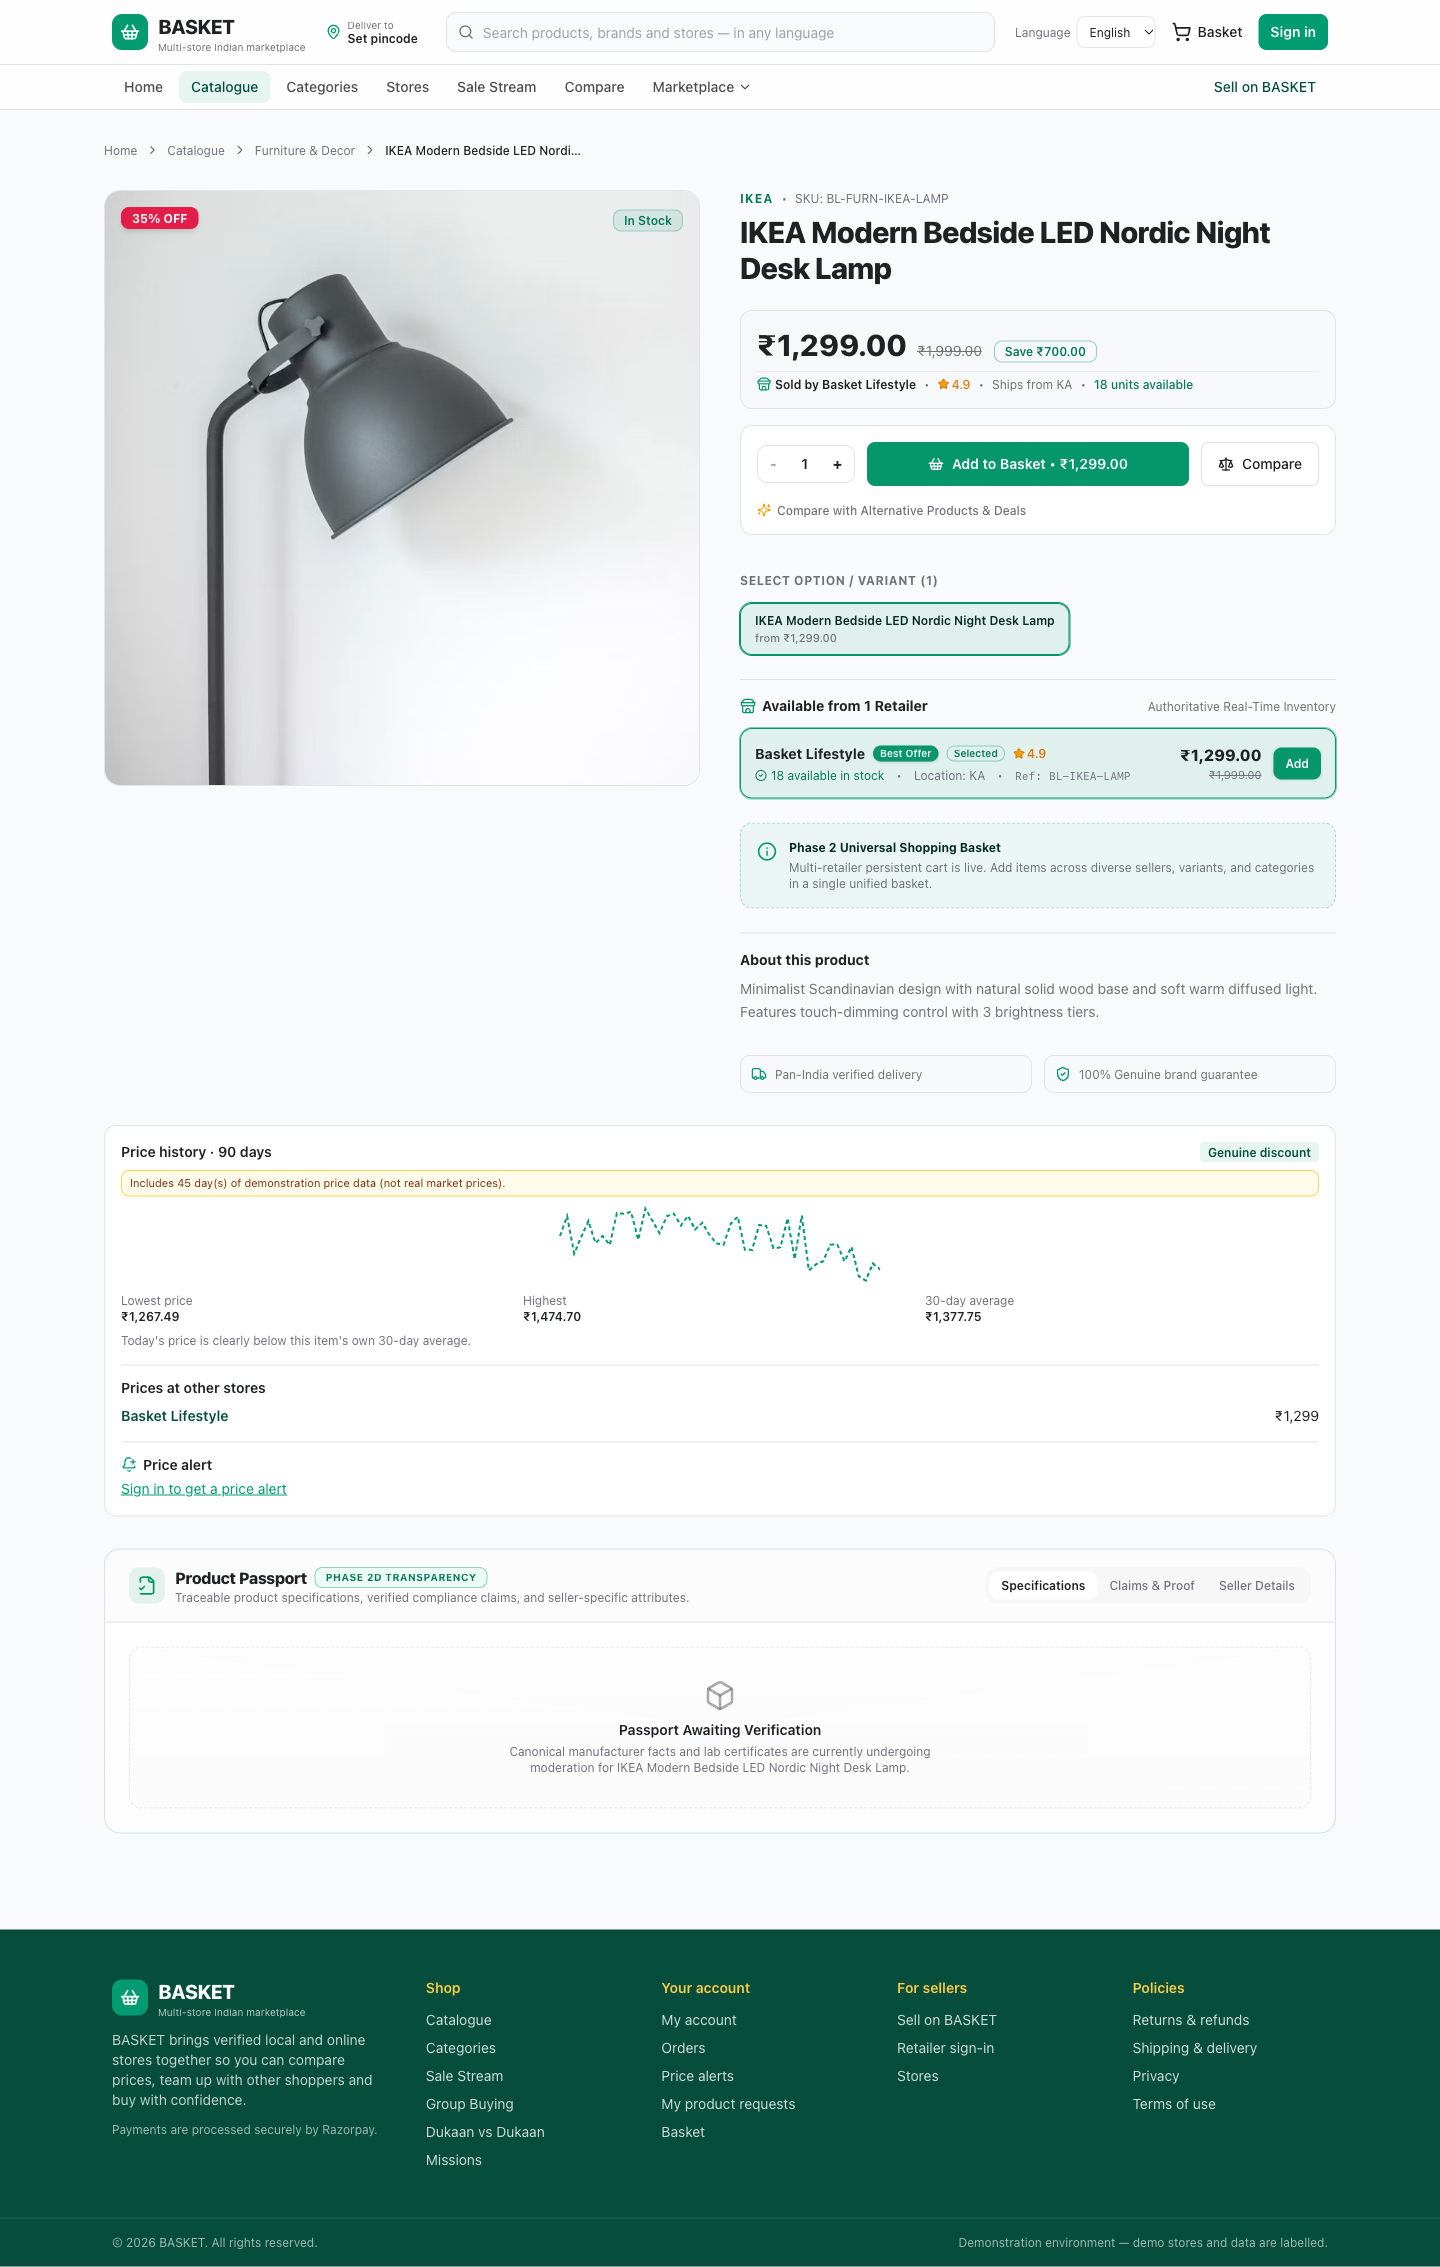 BASKET
Multi-store Indian marketplace
Deliver to
Set pincode
Search products, brands and stores — in any language
Language
English
Basket
Sign in
Home
Catalogue
Categories
Stores
Sale Stream
Compare
Marketplace
Sell on BASKET
Home > Catalogue > Furniture & Decor > IKEA Modern Bedside LED Nordi...
35% OFF
In Stock
IKEA • SKU: BL-FURN-IKEA-LAMP
IKEA Modern Bedside LED Nordic Night
Desk Lamp
₹1,299.00 ₹1,999.00 Save ₹700.00
Sold by Basket Lifestyle • 4.9 • Ships from KA • 18 units available
- 1 +
Add to Basket • ₹1,299.00
Compare
Compare with Alternative Products & Deals
SELECT OPTION / VARIANT (1)
IKEA Modern Bedside LED Nordic Night Desk Lamp
from ₹1,299.00
Available from 1 Retailer
Authoritative Real-Time Inventory
Basket Lifestyle Best Offer Selected 4.9
18 available in stock • Location: KA • Ref: BL-IKEA-LAMP
₹1,299.00
₹1,999.00
Add
Phase 2 Universal Shopping Basket
Multi-retailer persistent cart is live. Add items across diverse sellers, variants, and categories
in a single unified basket.
About this product
Minimalist Scandinavian design with natural solid wood base and soft warm diffused light.
Features touch-dimming control with 3 brightness tiers.
Pan-India verified delivery
100% Genuine brand guarantee
Price history · 90 days
Genuine discount
Includes 45 day(s) of demonstration price data (not real market prices).
Lowest price
₹1,267.49
Highest
₹1,474.70
30-day average
₹1,377.75
Today's price is clearly below this item's own 30-day average.
Prices at other stores
Basket Lifestyle
₹1,299
Price alert
Sign in to get a price alert
Product Passport PHASE 2D TRANSPARENCY
Traceable product specifications, verified compliance claims, and seller-specific attributes.
Specifications
Claims & Proof
Seller Details
Passport Awaiting Verification
Canonical manufacturer facts and lab certificates are currently undergoing
moderation for IKEA Modern Bedside LED Nordic Night Desk Lamp.
BASKET
Multi-store Indian marketplace
BASKET brings verified local and online
stores together so you can compare
prices, team up with other shoppers and
buy with confidence.
Payments are processed securely by Razorpay.
Shop
Catalogue
Categories
Sale Stream
Group Buying
Dukaan vs Dukaan
Missions
Your account
My account
Orders
Price alerts
My product requests
Basket
For sellers
Sell on BASKET
Retailer sign-in
Stores
Policies
Returns & refunds
Shipping & delivery
Privacy
Terms of use
© 2026 BASKET. All rights reserved.
Demonstration environment — demo stores and data are labelled.